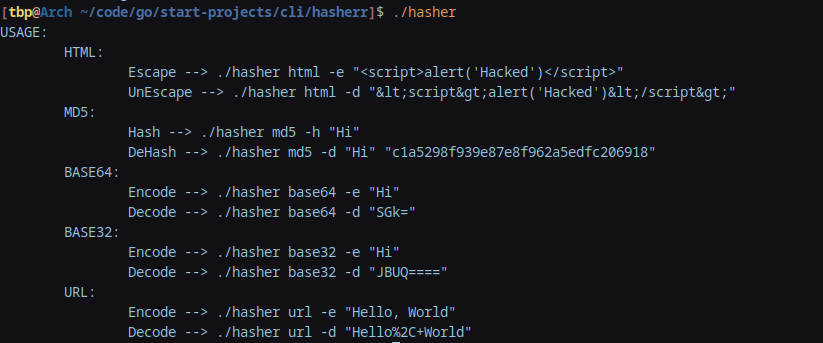 [tbp@Arch ~/code/go/start-projects/cli/hasherr]$ ./hasher
USAGE:
HTML:
Escape --> ./hasher html -e "<script>alert('Hacked')</script>"
UnEscape --> ./hasher html -d "&lt;script&gt;alert('Hacked')&lt;/script&gt;"
MD5:
Hash --> ./hasher md5 -h "Hi"
DeHash --> ./hasher md5 -d "Hi" "c1a5298f939e87e8f962a5edfc206918"
BASE64:
Encode --> ./hasher base64 -e "Hi"
Decode --> ./hasher base64 -d "SGk="
BASE32:
Encode --> ./hasher base32 -e "Hi"
Decode --> ./hasher base32 -d "JBUQ===="
URL:
Encode --> ./hasher url -e "Hello, World"
Decode --> ./hasher url -d "Hello%2C+World"